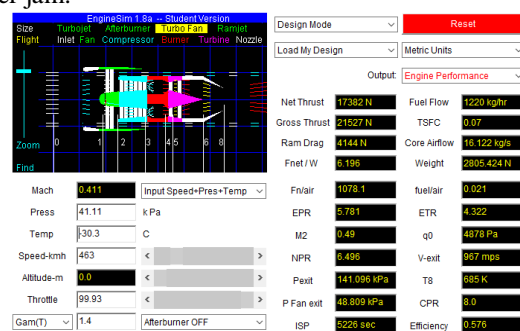 er jam.
EngineSim 1.8a -- Student Version
Size Turbojet Afterburner Turbo Fan Ramjet
Flight Inlet Fan Compressor Burner Turbine Nozzle
Zoom 0 1 2 3 4 5 6 8
Find
Mach 0.411 Input Speed+Pres+Temp
Press 41.11 k Pa
Temp -30.3 C
Speed-kmh 463 < >
Altitude-m 0.0 < >
Throttle 99.93 < >
Gam(T) 1.4 Afterburner OFF
Design Mode Reset
Load My Design Metric Units
Output: Engine Performance
Net Thrust 17382 N Fuel Flow 1220 kg/hr
Gross Thrust 21527 N TSFC 0.07
Ram Drag 4144 N Core Airflow 16.122 kg/s
Fnet / W 6.196 Weight 2805.424 N
Fn/air 1078.1 fuel/air 0.021
EPR 5.781 ETR 4.322
M2 0.49 q0 4878 Pa
NPR 6.496 V-exit 967 mps
Pexit 141.096 kPa T8 685 K
P Fan exit 48.809 kPa CPR 8.0
ISP 5226 sec Efficiency 0.576